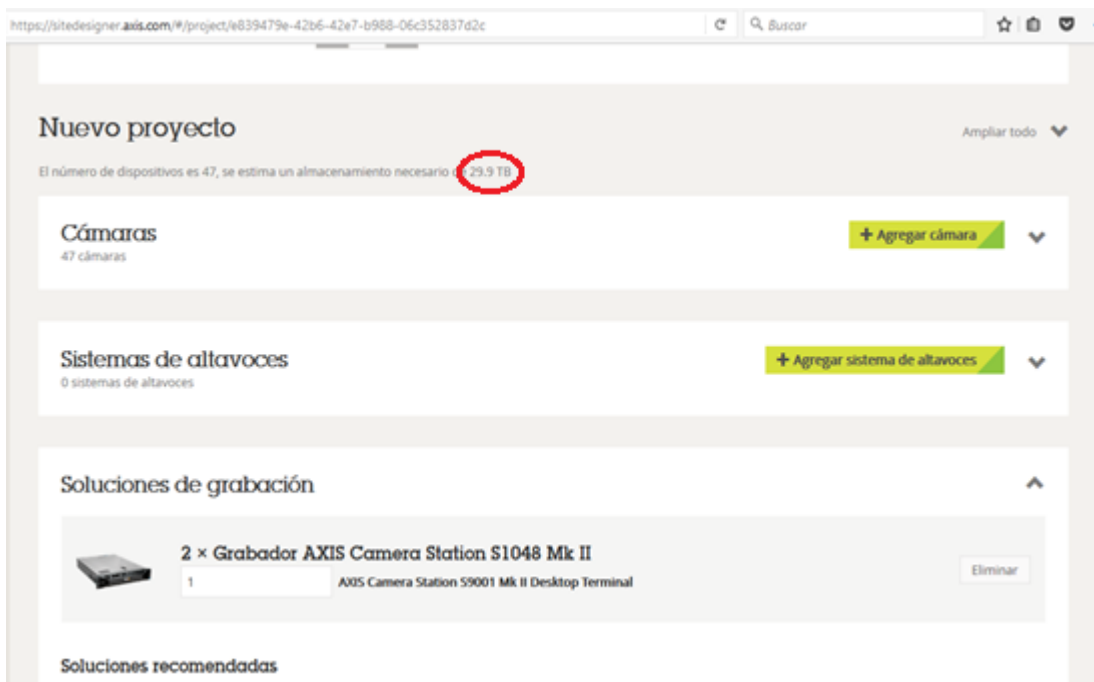 https://sitedesigner.axis.com/#/project/e839479e-42b6-42e7-b988-06c352837d2c Buscar
Nuevo proyecto Ampliar todo
El número de dispositivos es 47, se estima un almacenamiento necesario 29.9 TB
Cámaras + Agregar cámara
47 cámaras
Sistemas de altavoces + Agregar sistema de altavoces
0 sistemas de altavoces
Soluciones de grabación
2 × Grabador AXIS Camera Station S1048 Mk II
1 AXIS Camera Station S9001 Mk II Desktop Terminal Eliminar
Soluciones recomendadas